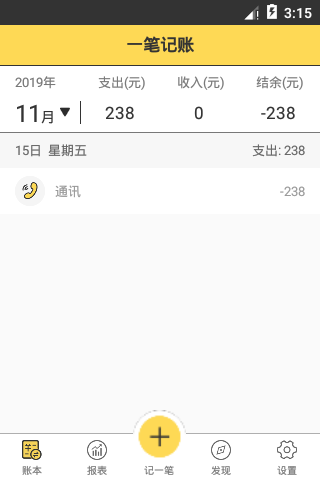 3:15
一笔记账
2019年 支出(元) 收入(元) 结余(元)
11月 238 0 -238
15日 星期五 支出: 238
通讯 -238
账本 报表 记一笔 发现 设置